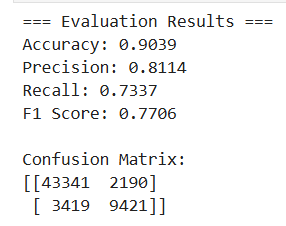 === Evaluation Results ===
Accuracy: 0.9039
Precision: 0.8114
Recall: 0.7337
F1 Score: 0.7706
Confusion Matrix:
[[43341  2190]
 [ 3419  9421]]